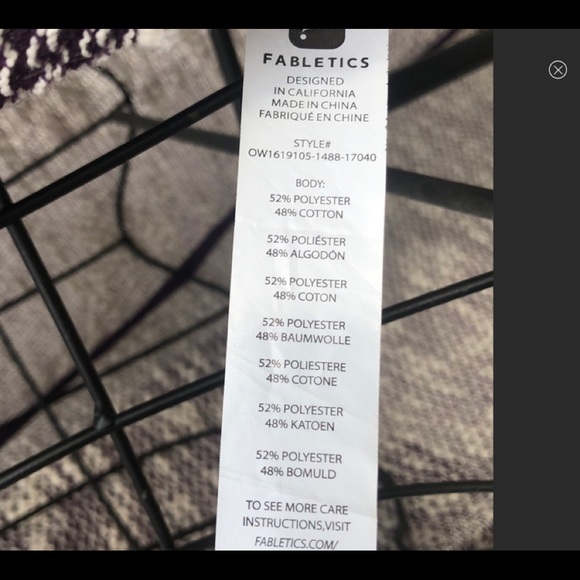 FABLETICS
DESIGNED
IN CALIFORNIA
MADE IN CHINA
FABRIQUÉ EN CHINE
STYLE#
OW1619105-1488-17040
BODY:
52% POLYESTER
48% COTTON
52% POLIÉSTER
48% ALGODÓN
52% POLYESTER
48% COTON
52% POLYESTER
48% BAUMWOLLE
52% POLIESTERE
48% COTONE
52% POLYESTER
48% KATOEN
52% POLYESTER
48% BOMULD
TO SEE MORE CARE
INSTRUCTIONS,VISIT
FABLETICS.COM/